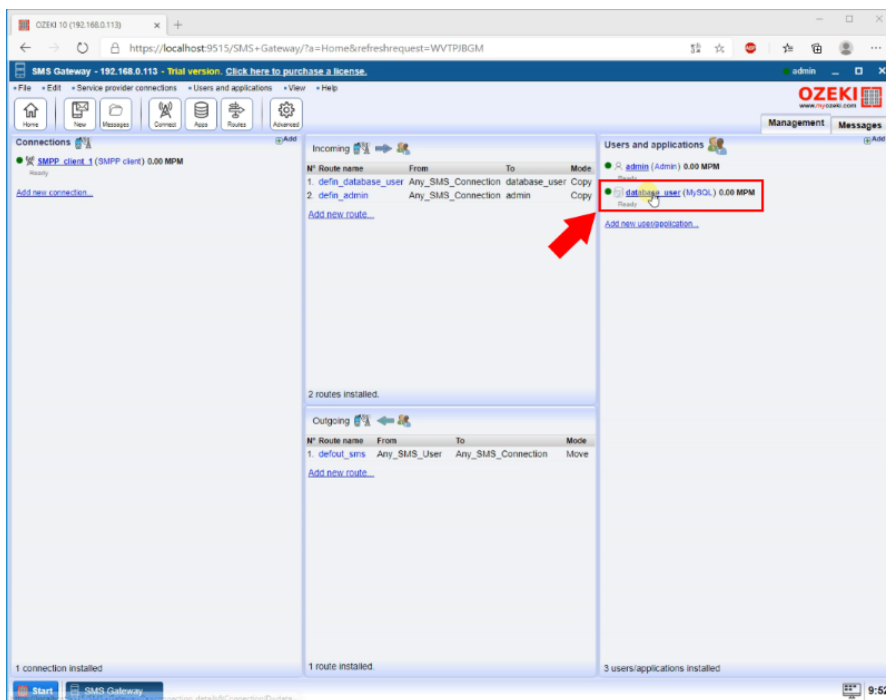 OZEKI 10 (192.168.0.113)
https://localhost:9515/SMS+Gateway/?a=Home&refreshrequest=WVTPJBGM
SMS Gateway - 192.168.0.113 - Trial version. Click here to purchase a license.
admin
File Edit Service provider connections Users and applications View Help
OZEKI
www.myozeki.com
Home New Messages Connect Apps Routes Advanced
Management Messages
Connections Add
SMPP_client_1 (SMPP client) 0.00 MPM
Ready
Add new connection...
Incoming
N° Route name From To Mode
1. defin_database_user Any_SMS_Connection database_user Copy
2. defin_admin Any_SMS_Connection admin Copy
Add new route...
2 routes installed.
Outgoing
N° Route name From To Mode
1. defout_sms Any_SMS_User Any_SMS_Connection Move
Add new route...
1 route installed.
Users and applications Add
admin (Admin) 0.00 MPM
Ready
database_user (MySQL) 0.00 MPM
Ready
Add new user/application...
1 connection installed
3 users/applications installed
Start SMS Gateway
9:52